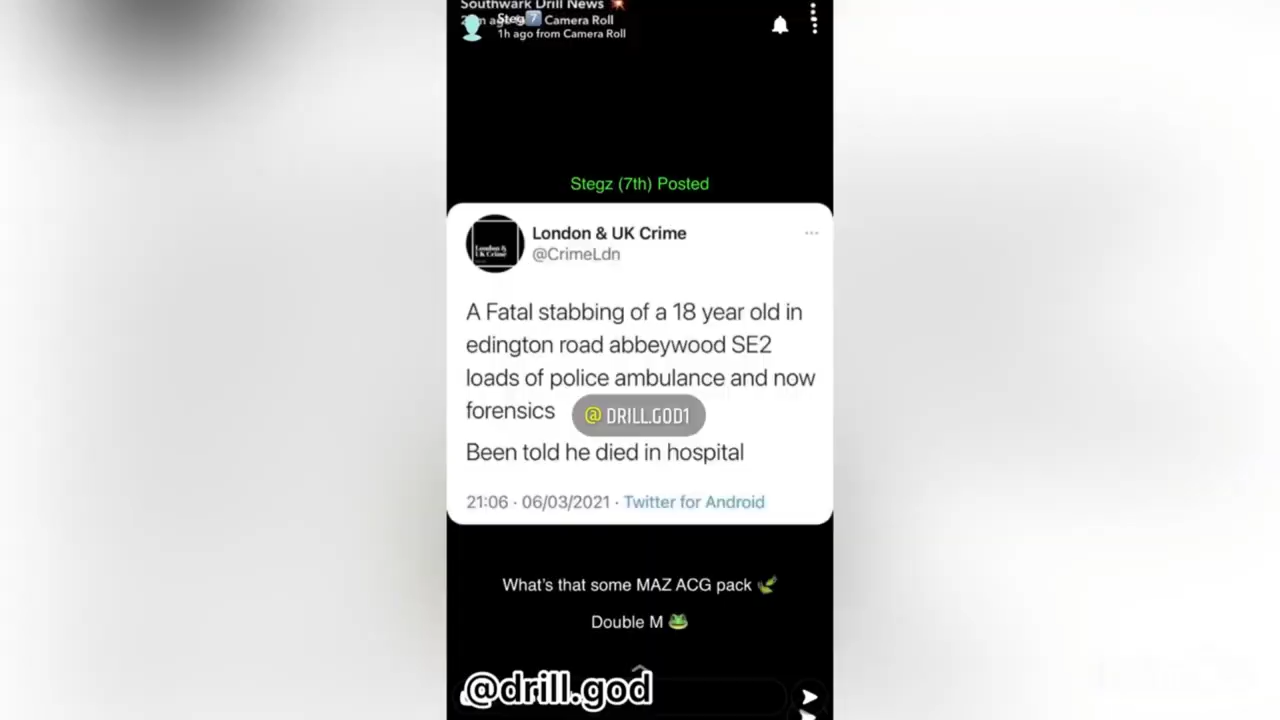 Southwark Drill News 💥
Camera Roll
Stegz 7️⃣
1h ago from Camera Roll
Stegz (7th) Posted
London & UK Crime
@CrimeLdn
A Fatal stabbing of a 18 year old in
edington road abbeywood SE2
loads of police ambulance and now
forensics
@ DRILL.GOD1
Been told he died in hospital
21:06 · 06/03/2021 · Twitter for Android
What's that some MAZ ACG pack 🌿
Double M 🐸
@drill.god